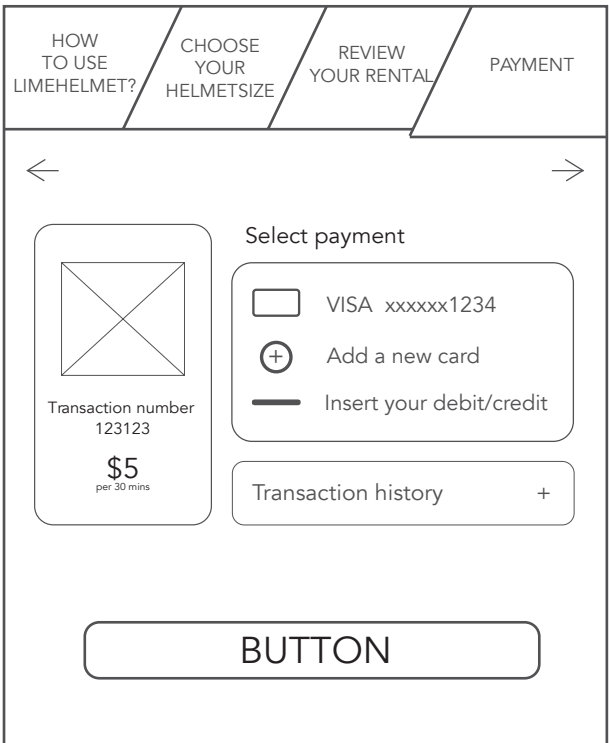 HOW
TO USE
LIMEHELMET?
CHOOSE
YOUR
HELMETSIZE
REVIEW
YOUR RENTAL
PAYMENT
Select payment
VISA xxxxxx1234
Add a new card
Insert your debit/credit
Transaction number
123123
$5
per 30 mins
Transaction history +
BUTTON